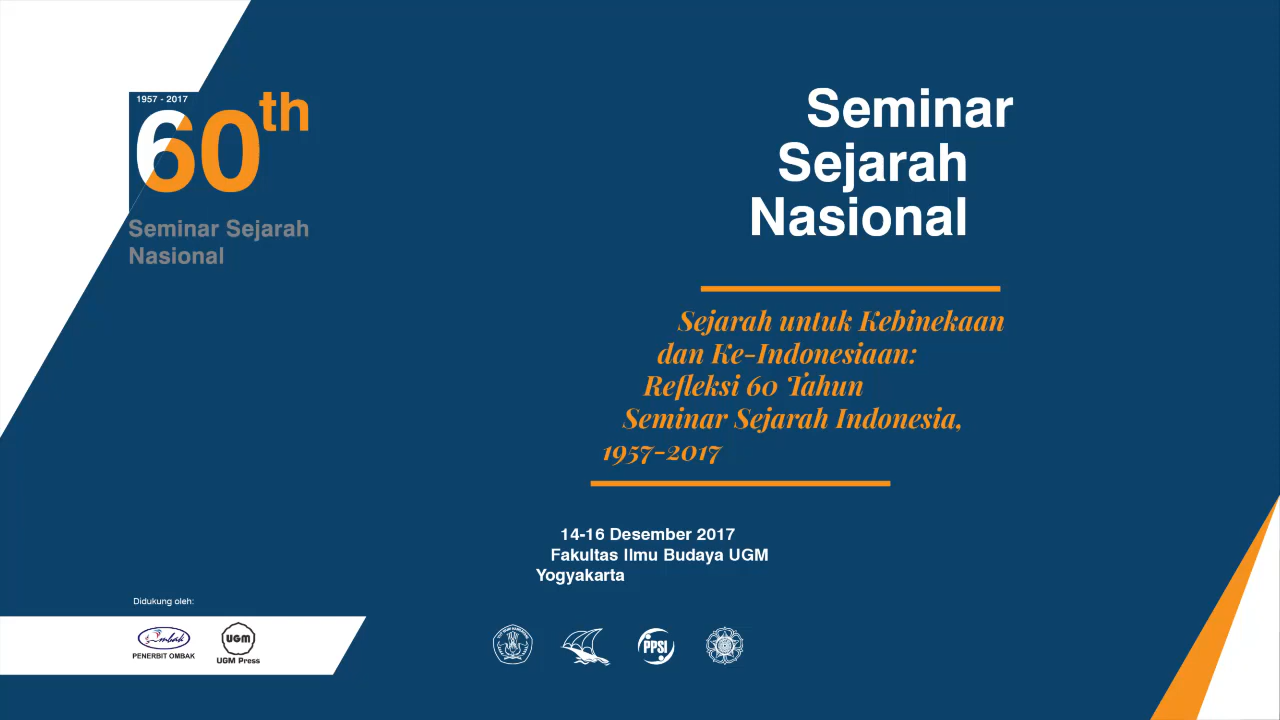 1957 - 2017
60th
Seminar Sejarah
Nasional
Seminar
Sejarah
Nasional
Sejarah untuk Kebinekaan
dan Ke-Indonesiaan:
Refleksi 60 Tahun
Seminar Sejarah Indonesia,
1957-2017
14-16 Desember 2017
Fakultas Ilmu Budaya UGM
Yogyakarta
Didukung oleh:
Ombak
PENERBIT OMBAK
UGM
UGM Press
PPSI